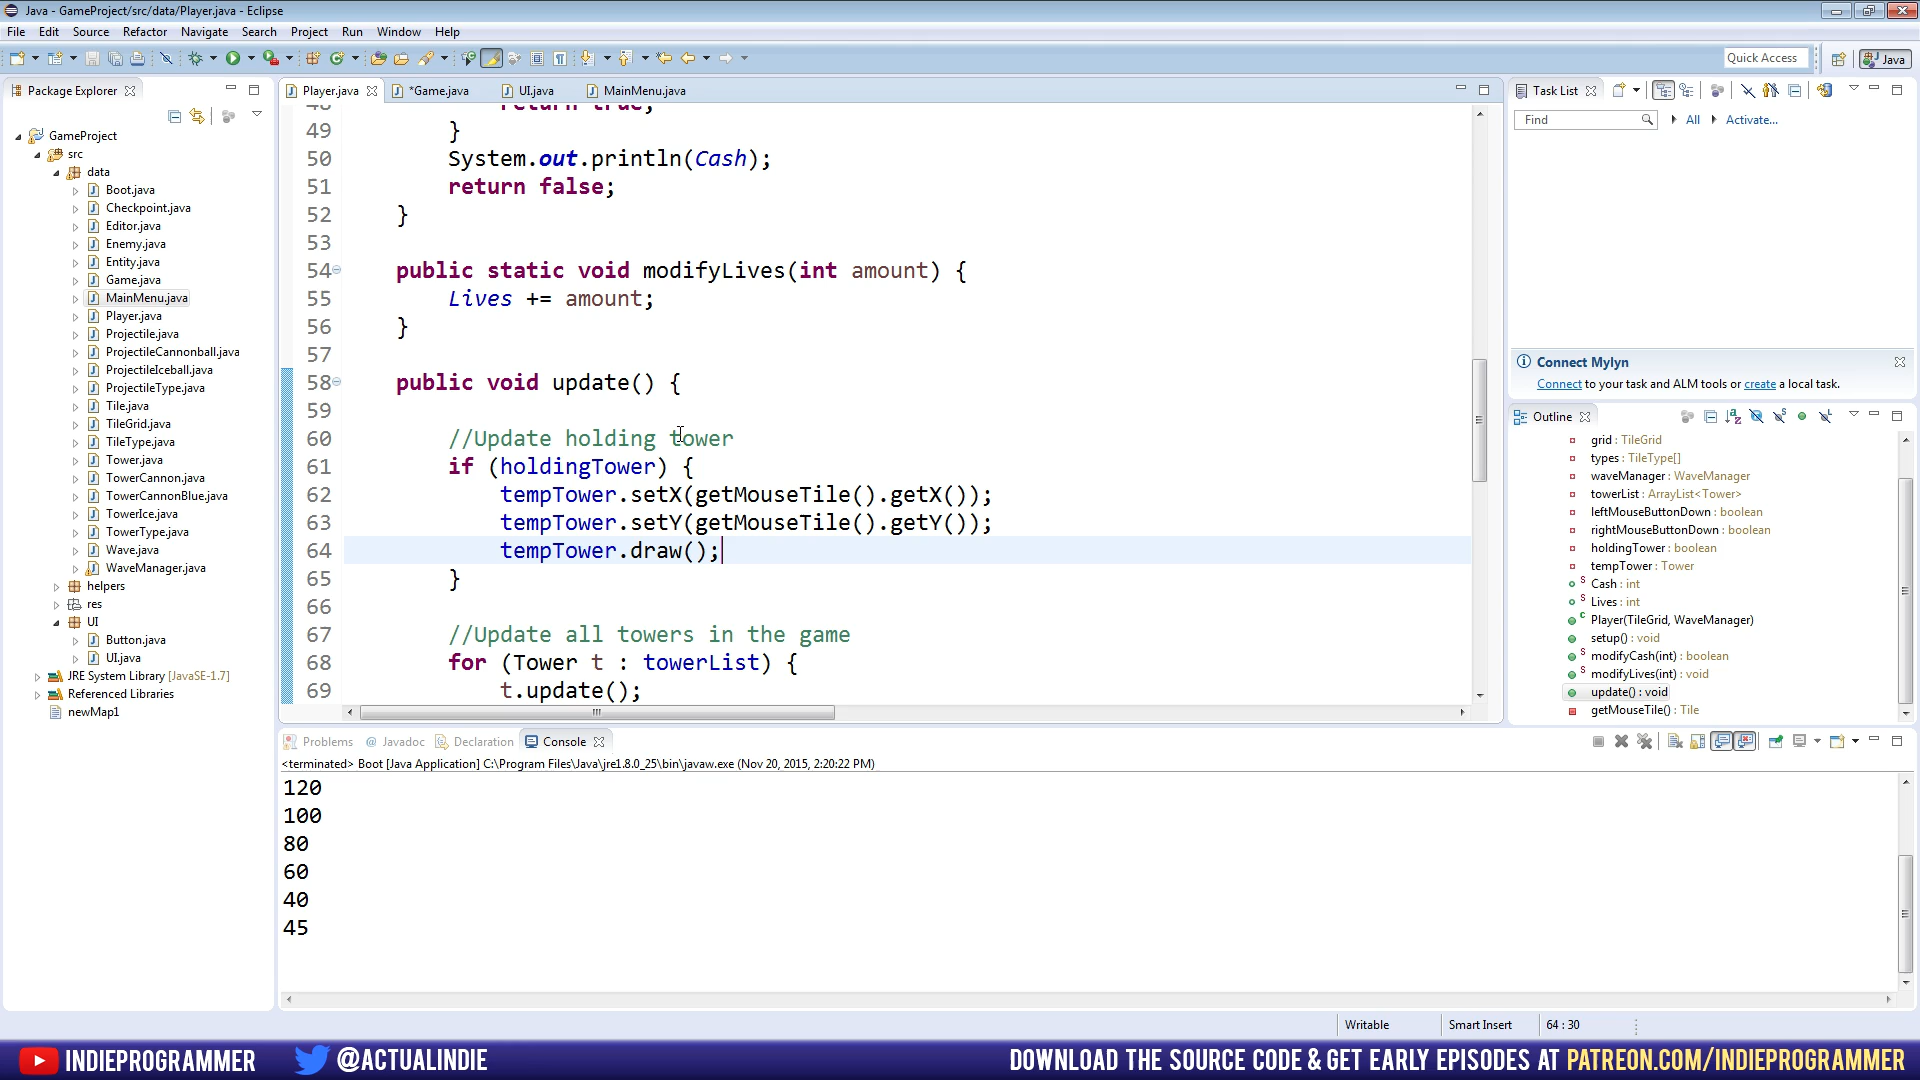 Java - GameProject/src/data/Player.java - Eclipse
File Edit Source Refactor Navigate Search Project Run Window Help
Quick Access
Java
Package Explorer
GameProject
src
data
Boot.java
Checkpoint.java
Editor.java
Enemy.java
Entity.java
Game.java
MainMenu.java
Player.java
Projectile.java
ProjectileCannonball.java
ProjectileIceball.java
ProjectileType.java
Tile.java
TileGrid.java
TileType.java
Tower.java
TowerCannon.java
TowerCannonBlue.java
TowerIce.java
TowerType.java
Wave.java
WaveManager.java
helpers
res
UI
Button.java
UI.java
JRE System Library [JavaSE-1.7]
Referenced Libraries
newMap1
Player.java *Game.java UI.java MainMenu.java
48 return true;
49 }
50 System.out.println(Cash);
51 return false;
52 }
53
54 public static void modifyLives(int amount) {
55 Lives += amount;
56 }
57
58 public void update() {
59
60 //Update holding tower
61 if (holdingTower) {
62 tempTower.setX(getMouseTile().getX());
63 tempTower.setY(getMouseTile().getY());
64 tempTower.draw();
65 }
66
67 //Update all towers in the game
68 for (Tower t : towerList) {
69 t.update();
Task List
Find
All
Activate...
Connect Mylyn
Connect to your task and ALM tools or create a local task.
Outline
grid : TileGrid
types : TileType[]
waveManager : WaveManager
towerList : ArrayList<Tower>
leftMouseButtonDown : boolean
rightMouseButtonDown : boolean
holdingTower : boolean
tempTower : Tower
Cash : int
Lives : int
Player(TileGrid, WaveManager)
setup() : void
modifyCash(int) : boolean
modifyLives(int) : void
update() : void
getMouseTile() : Tile
Problems Javadoc Declaration Console
<terminated> Boot [Java Application] C:\Program Files\Java\jre1.8.0_25\bin\javaw.exe (Nov 20, 2015, 2:20:22 PM)
120
100
80
60
40
45
Writable Smart Insert 64 : 30
INDIEPROGRAMMER @ACTUALINDIE DOWNLOAD THE SOURCE CODE & GET EARLY EPISODES AT PATREON.COM/INDIEPROGRAMMER